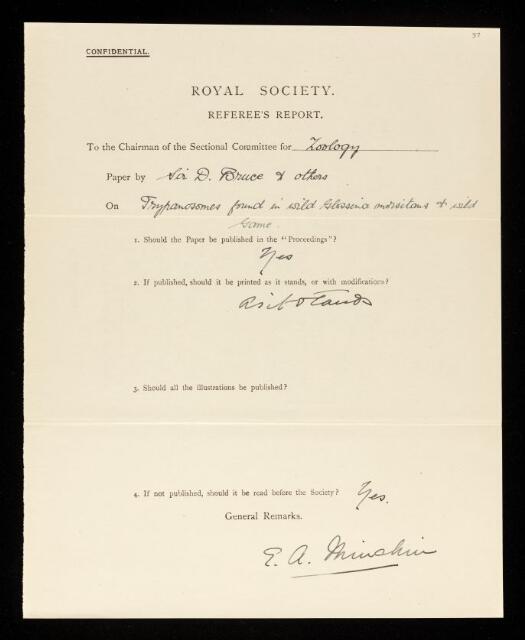 37
CONFIDENTIAL.
ROYAL SOCIETY.
REFEREE'S REPORT.
To the Chairman of the Sectional Committee for Zoology
Paper by Sir D. Bruce & others
On Trypanosomes found in wild Glossina morsitans & wild
Game.
1. Should the Paper be published in the "Proceedings"?
Yes
2. If published, should it be printed as it stands, or with modifications?
As it stands
3. Should all the illustrations be published?
4. If not published, should it be read before the Society? Yes.
General Remarks.
E. A. Minchin